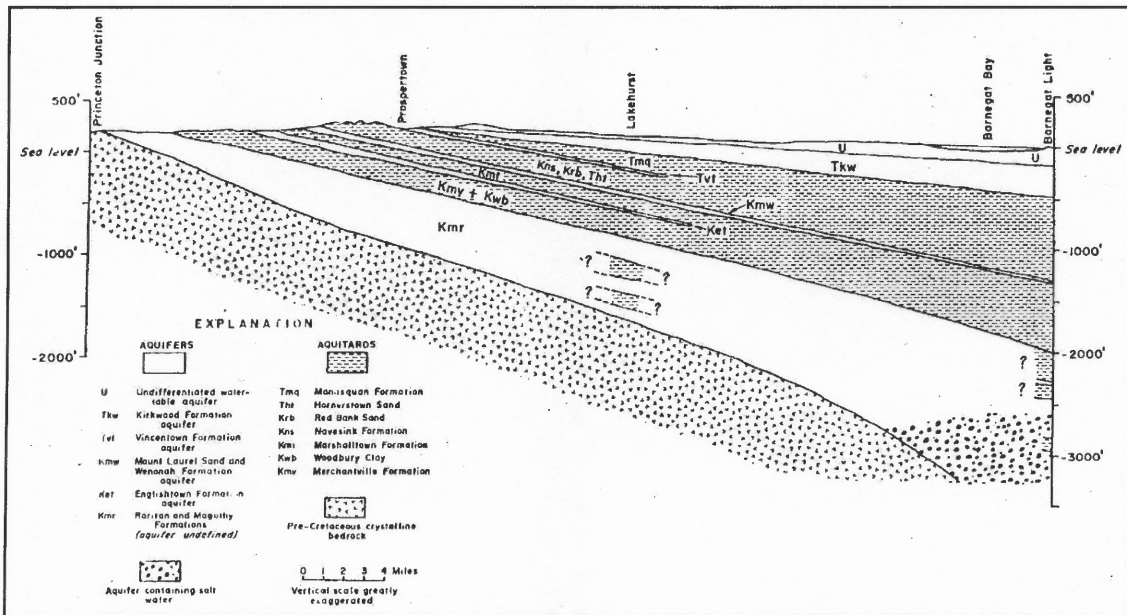 Princeton Junction
Prospertown
Lakehurst
Barnegat Bay
Barnegat Light
500'
500'
Sea level
Sea level
U
U
Tmq
Tvt
Tkw
Kns, Krb, Tht
Kmt
Kmw
Kmv + Kwb
Ket
Kmr
-1000'
-1000'
? ?
? ?
-2000'
-2000'
?
?
-3000'
EXPLANATION
AQUIFERS
U Undifferentiated water-
table aquifer
Tkw Kirkwood Formation
aquifer
Tvt Vincentown Formation
aquifer
Kmw Mount Laurel Sand and
Wenonah Formation
aquifer
Ket Englishtown Formation
aquifer
Kmr Raritan and Magothy
Formations
(aquifer undefined)
Aquifer containing salt
water
AQUITARDS
Tmq Manasquan Formation
Tht Hornerstown Sand
Krb Red Bank Sand
Kns Navesink Formation
Kmt Marshalltown Formation
Kwb Woodbury Clay
Kmv Merchantville Formation
Pre-Cretaceous crystalline
bedrock
0 1 2 3 4 Miles
Vertical scale greatly
exaggerated